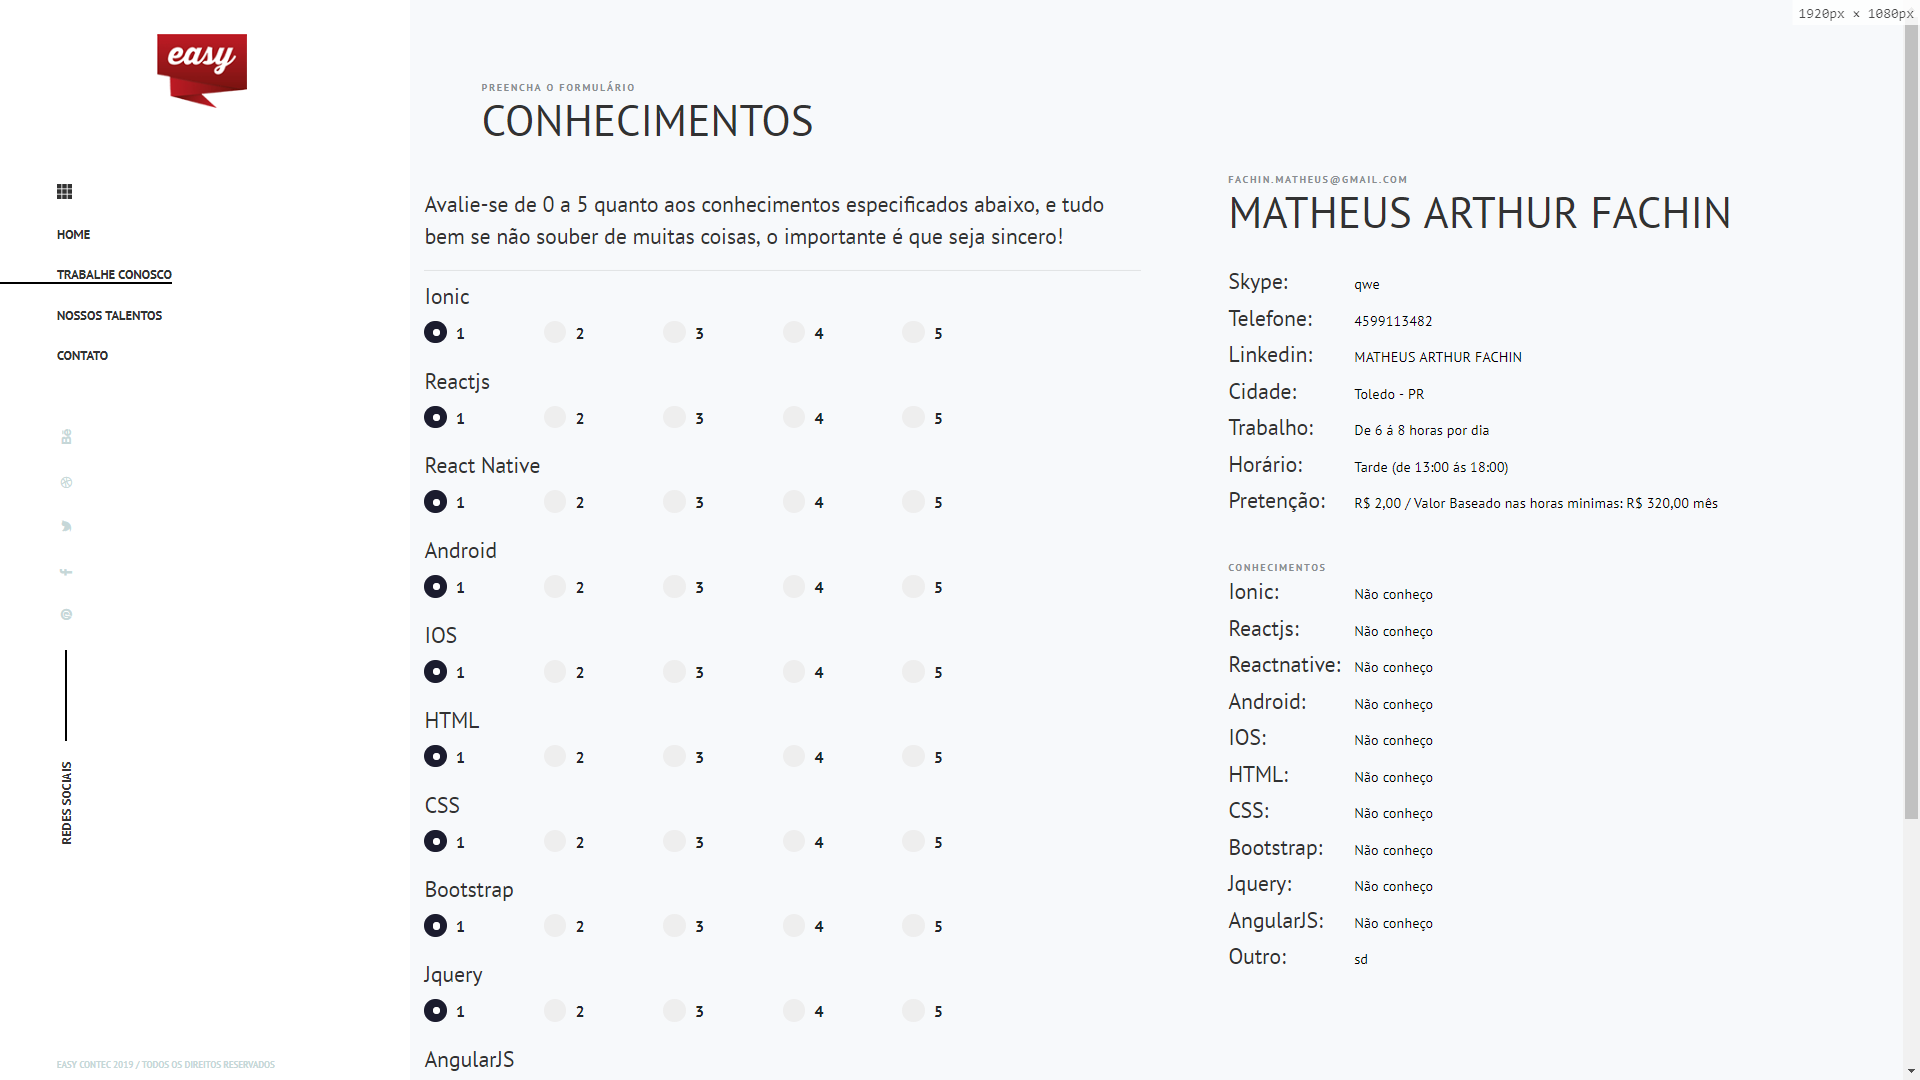 1920px × 1080px
easy
HOME
TRABALHE CONOSCO
NOSSOS TALENTOS
CONTATO
Bē
REDES SOCIAIS
EASY CONTEC 2019 / TODOS OS DIREITOS RESERVADOS
PREENCHA O FORMULÁRIO
CONHECIMENTOS
Avalie-se de 0 a 5 quanto aos conhecimentos especificados abaixo, e tudo
bem se não souber de muitas coisas, o importante é que seja sincero!
Ionic
1 2 3 4 5
Reactjs
1 2 3 4 5
React Native
1 2 3 4 5
Android
1 2 3 4 5
IOS
1 2 3 4 5
HTML
1 2 3 4 5
CSS
1 2 3 4 5
Bootstrap
1 2 3 4 5
Jquery
1 2 3 4 5
AngularJS
FACHIN.MATHEUS@GMAIL.COM
MATHEUS ARTHUR FACHIN
Skype: qwe
Telefone: 4599113482
Linkedin: MATHEUS ARTHUR FACHIN
Cidade: Toledo - PR
Trabalho: De 6 á 8 horas por dia
Horário: Tarde (de 13:00 ás 18:00)
Pretenção: R$ 2,00 / Valor Baseado nas horas minimas: R$ 320,00 mês
CONHECIMENTOS
Ionic: Não conheço
Reactjs: Não conheço
Reactnative: Não conheço
Android: Não conheço
IOS: Não conheço
HTML: Não conheço
CSS: Não conheço
Bootstrap: Não conheço
Jquery: Não conheço
AngularJS: Não conheço
Outro: sd